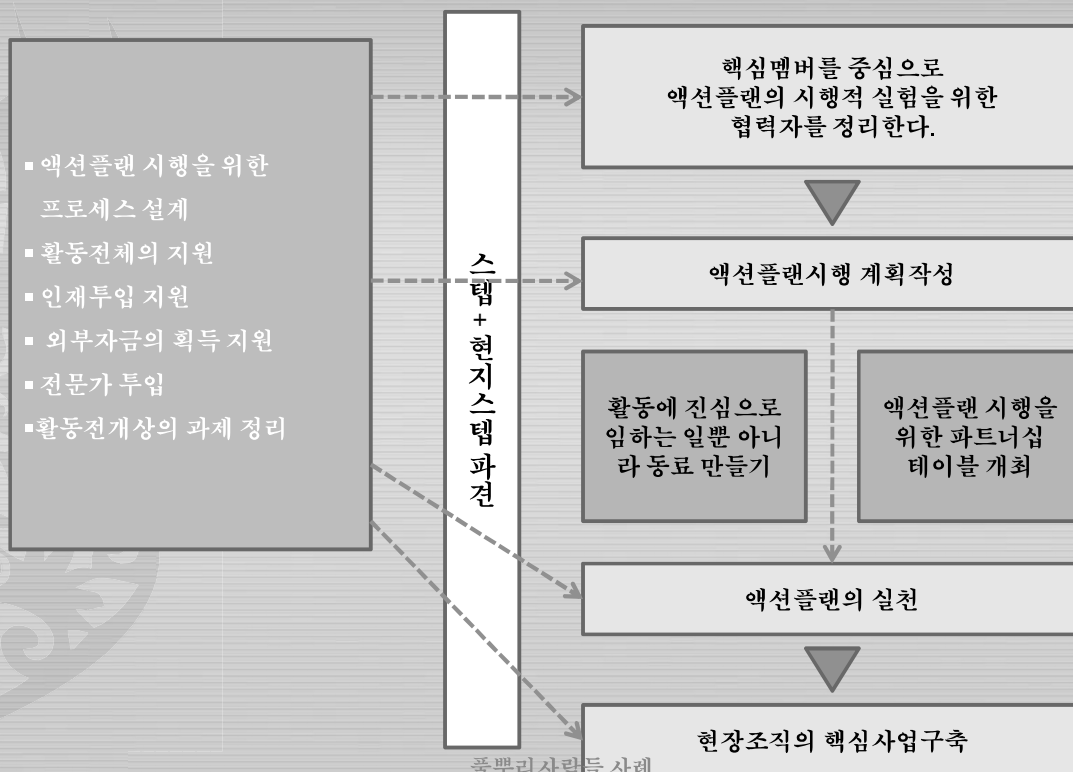 ▪ 액션플랜 시행을 위한
프로세스 설계
▪ 활동전체의 지원
▪ 인재투입 지원
▪ 외부자금의 획득 지원
▪ 전문가 투입
▪활동전개상의 과제 정리
스텝+현지스텝 파견
핵심멤버를 중심으로
액션플랜의 시행적 실험을 위한
협력자를 정리한다.
액션플랜시행 계획작성
활동에 진심으로
임하는 일뿐 아니
라 동료 만들기
액션플랜 시행을
위한 파트너십
테이블 개최
액션플랜의 실천
현장조직의 핵심사업구축
풀뿌리사람들 사례